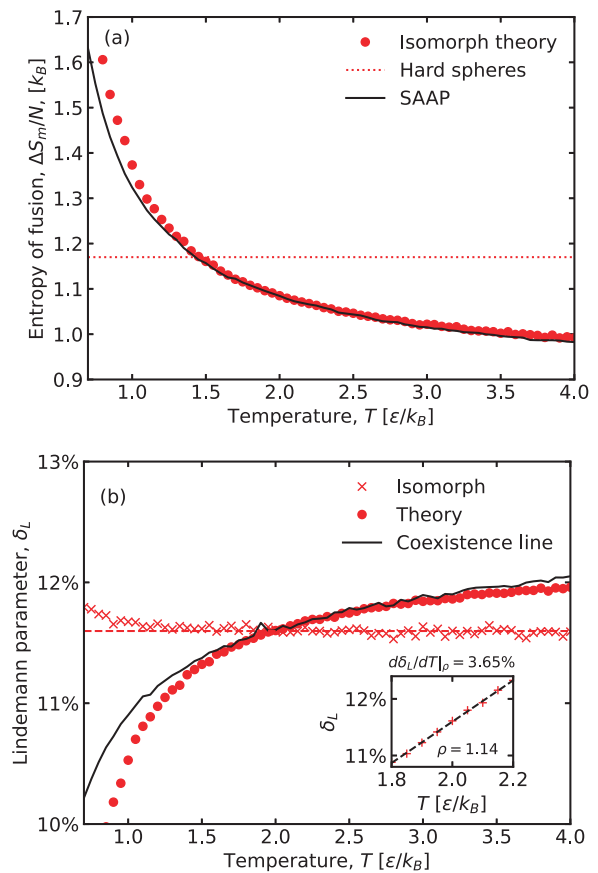 (a)
Isomorph theory
Hard spheres
SAAP
Entropy of fusion, ΔS_m/N, [k_B]
1.7
1.6
1.5
1.4
1.3
1.2
1.1
1.0
0.9
1.0 1.5 2.0 2.5 3.0 3.5 4.0
Temperature, T [ε/k_B]
(b)
Isomorph
Theory
Coexistence line
Lindemann parameter, δ_L
13%
12%
11%
10%
dδ_L/dT|_ρ = 3.65%
δ_L
12%
11%
ρ = 1.14
1.8 2.0 2.2
T [ε/k_B]
1.0 1.5 2.0 2.5 3.0 3.5 4.0
Temperature, T [ε/k_B]